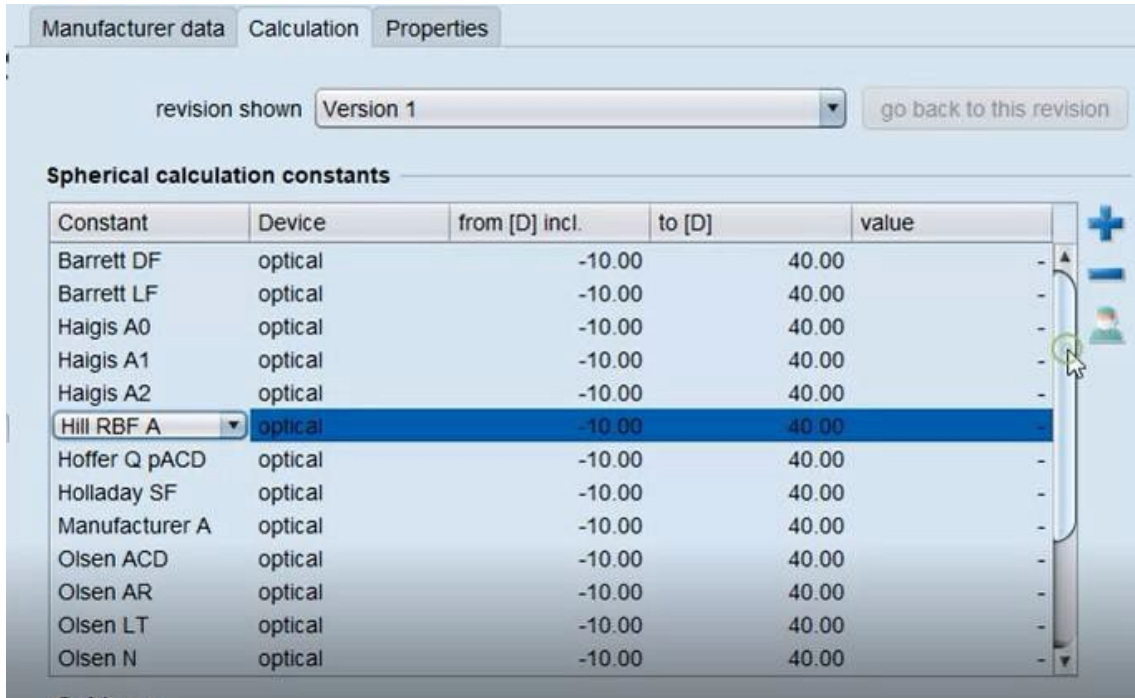 Manufacturer data Calculation Properties
revision shown Version 1 go back to this revision
Spherical calculation constants
Constant Device from [D] incl. to [D] value
Barrett DF optical -10.00 40.00 -
Barrett LF optical -10.00 40.00 -
Haigis A0 optical -10.00 40.00 -
Haigis A1 optical -10.00 40.00 -
Haigis A2 optical -10.00 40.00 -
Hill RBF A optical -10.00 40.00 -
Hoffer Q pACD optical -10.00 40.00 -
Holladay SF optical -10.00 40.00 -
Manufacturer A optical -10.00 40.00 -
Olsen ACD optical -10.00 40.00 -
Olsen AR optical -10.00 40.00 -
Olsen LT optical -10.00 40.00 -
Olsen N optical -10.00 40.00 -